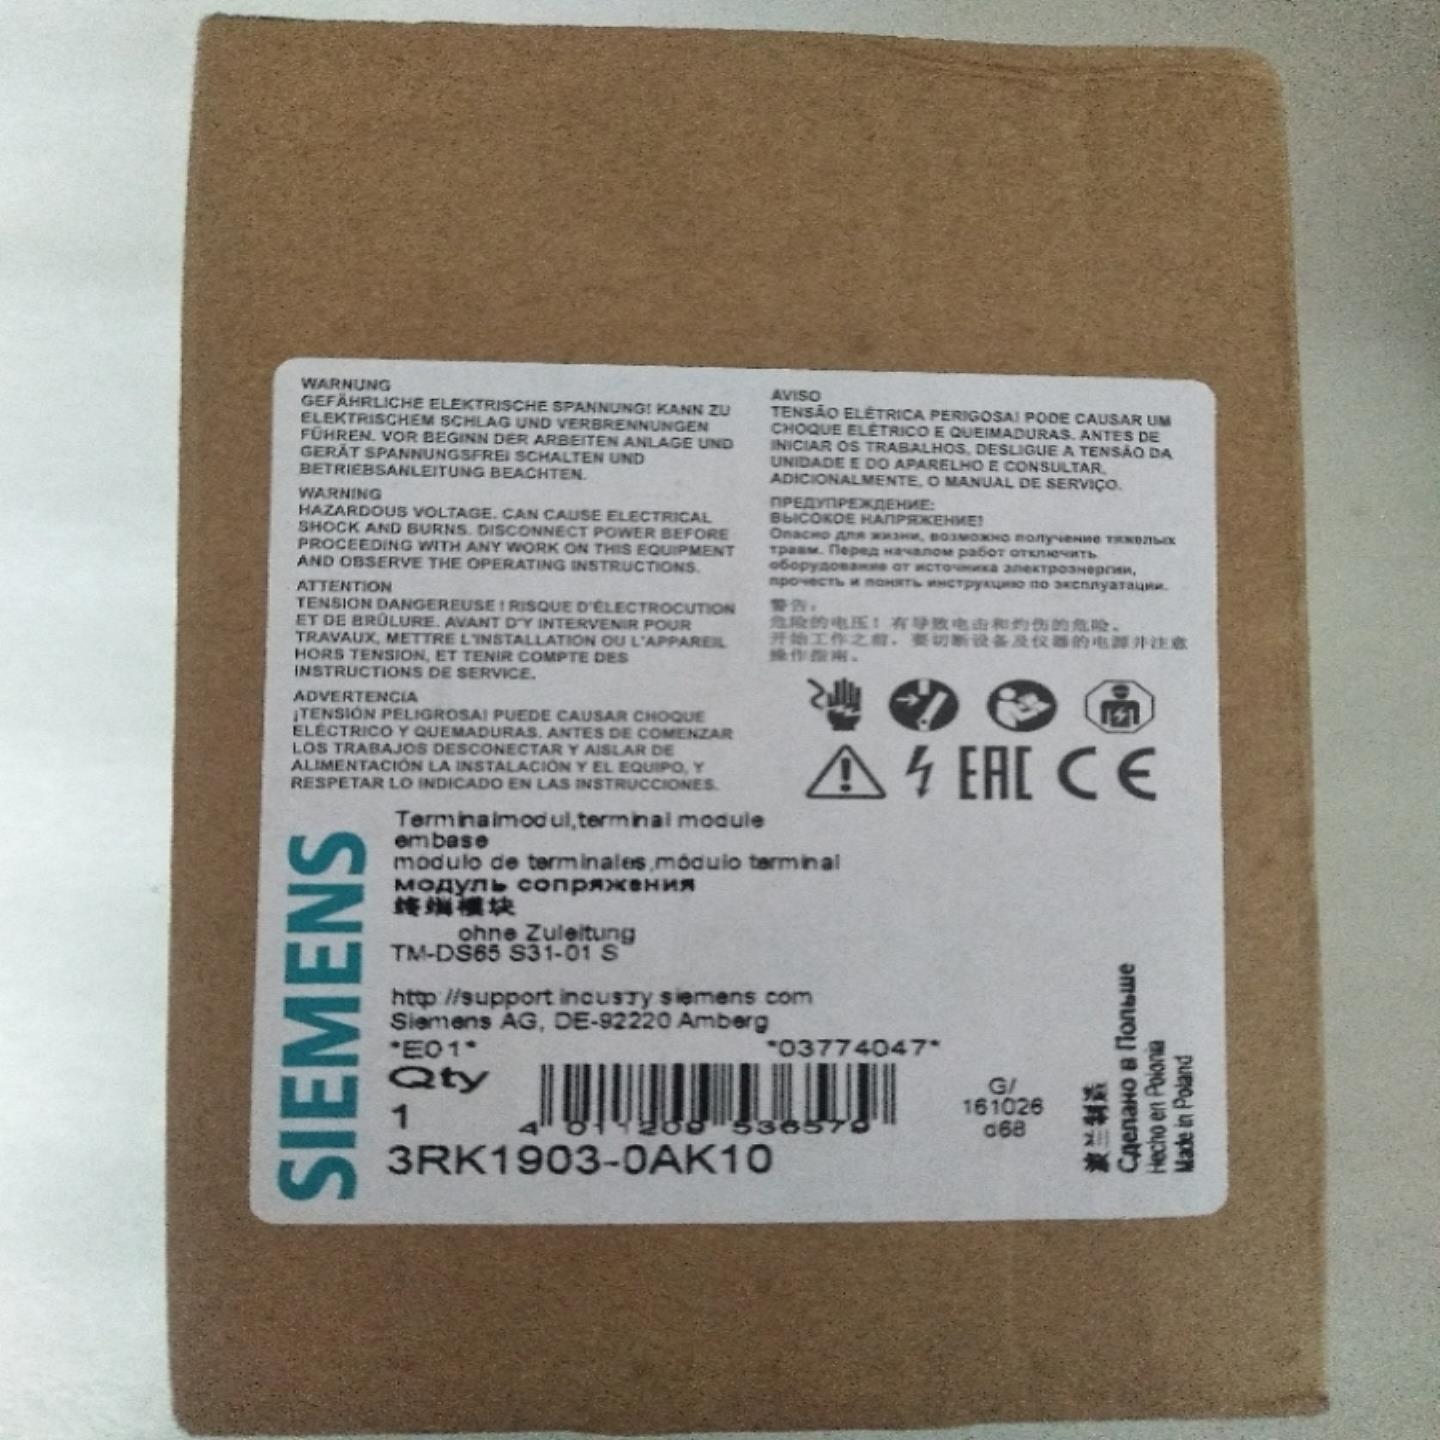 WARNUNG
GEFÄHRLICHE ELEKTRISCHE SPANNUNG! KANN ZU
ELEKTRISCHEM SCHLAG UND VERBRENNUNGEN
FÜHREN. VOR BEGINN DER ARBEITEN ANLAGE UND
GERÄT SPANNUNGSFREI SCHALTEN UND
BETRIEBSANLEITUNG BEACHTEN.
WARNING
HAZARDOUS VOLTAGE. CAN CAUSE ELECTRICAL
SHOCK AND BURNS. DISCONNECT POWER BEFORE
PROCEEDING WITH ANY WORK ON THIS EQUIPMENT
AND OBSERVE THE OPERATING INSTRUCTIONS.
ATTENTION
TENSION DANGEREUSE ! RISQUE D'ÉLECTROCUTION
ET DE BRÛLURE. AVANT D'Y INTERVENIR POUR
TRAVAUX, METTRE L'INSTALLATION OU L'APPAREIL
HORS TENSION, ET TENIR COMPTE DES
INSTRUCTIONS DE SERVICE.
ADVERTENCIA
¡TENSIÓN PELIGROSA! PUEDE CAUSAR CHOQUE
ELÉCTRICO Y QUEMADURAS. ANTES DE COMENZAR
LOS TRABAJOS DESCONECTAR Y AISLAR DE
ALIMENTACIÓN LA INSTALACIÓN Y EL EQUIPO, Y
RESPETAR LO INDICADO EN LAS INSTRUCCIONES.
AVISO
TENSÃO ELÉTRICA PERIGOSA! PODE CAUSAR UM
CHOQUE ELÉTRICO E QUEIMADURAS. ANTES DE
INICIAR OS TRABALHOS, DESLIGUE A TENSÃO DA
UNIDADE E DO APARELHO E CONSULTAR,
ADICIONALMENTE, O MANUAL DE SERVIÇO.
ПРЕДУПРЕЖДЕНИЕ:
ВЫСОКОЕ НАПРЯЖЕНИЕ!
Опасно для жизни, возможно получение тяжелых
травм. Перед началом работ отключить
оборудование от источника электроэнергии,
прочесть и понять инструкцию по эксплуатации.
警告：
危险的电压！有导致电击和灼伤的危险。
开始工作之前，要切断设备及仪器的电源并注意
操作指南。
EAC CE
SIEMENS
Terminalmodul,terminal module
embase
módulo de terminales,módulo terminal
модуль сопряжения
终端模块
ohne Zuleitung
TM-DS65 S31-01 S
http://support.industry.siemens.com
Siemens AG, DE-92220 Amberg
*E01* *03774047*
Qty
1
4 011209 536579
3RK1903-0AK10
G/
161026
d68
波兰制造
Сделано в Польше
Hecho en Polonia
Made in Poland